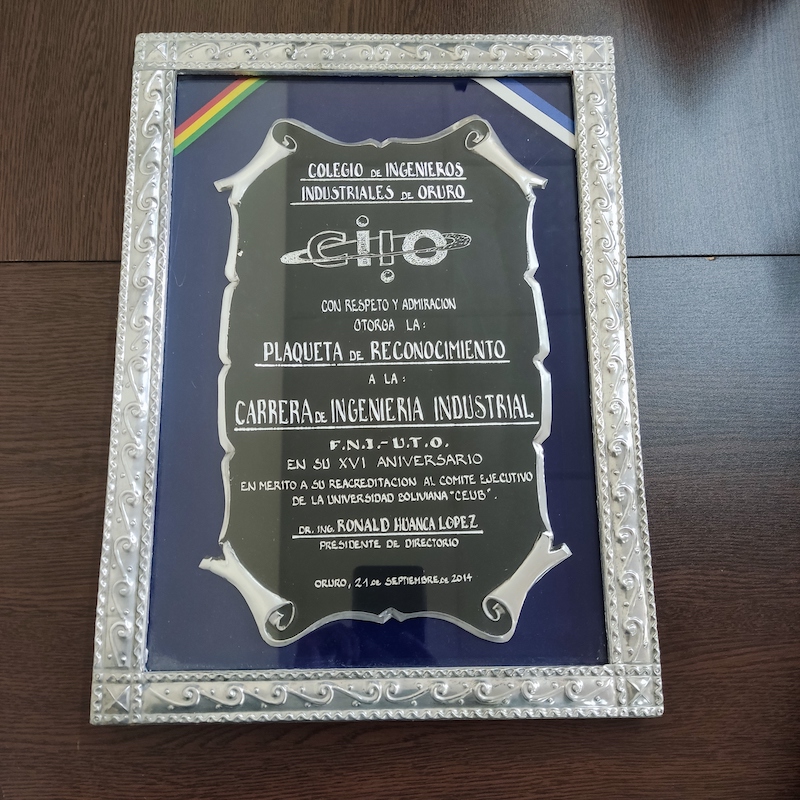 COLEGIO DE INGENIEROS
INDUSTRIALES DE ORURO
ciiO
CON RESPETO Y ADMIRACION
OTORGA LA:
PLAQUETA DE RECONOCIMIENTO
A LA:
CARRERA DE INGENIERIA INDUSTRIAL
F.N.I.-U.T.O.
EN SU XVI ANIVERSARIO
EN MERITO A SU REACREDITACION AL COMITE EJECUTIVO
DE LA UNIVERSIDAD BOLIVIANA "CEUB".
DR. ING. RONALD HUANCA LOPEZ
PRESIDENTE DE DIRECTORIO
ORURO, 21 DE SEPTIEMBRE DE 2014